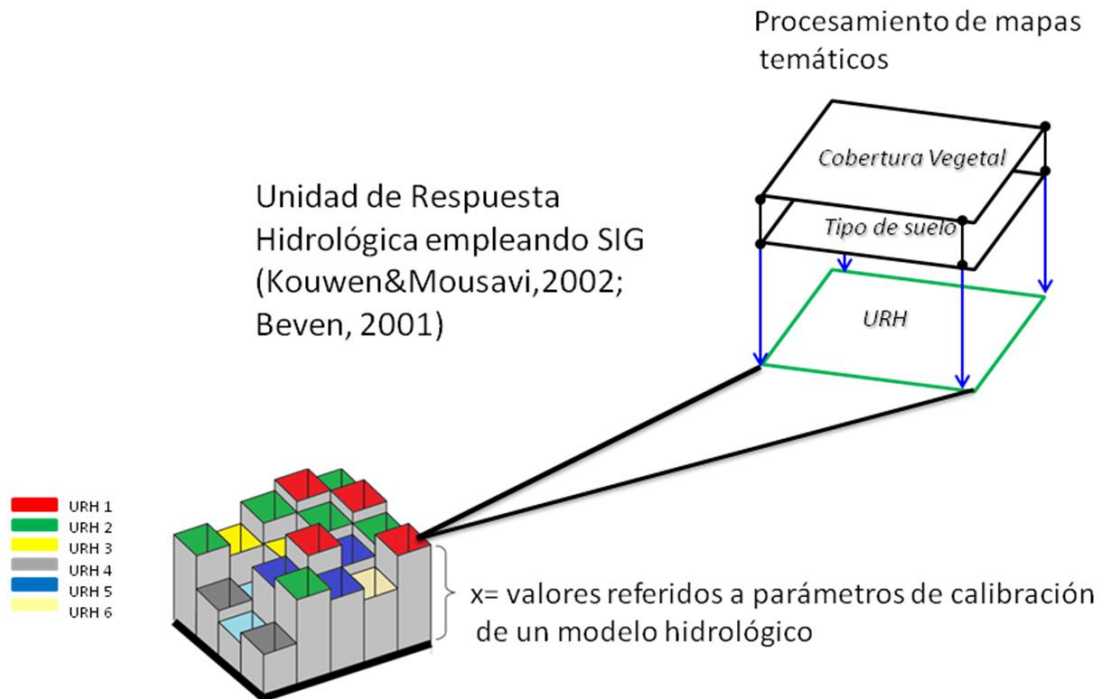 Procesamiento de mapas
temáticos
Cobertura Vegetal
Tipo de suelo
URH
Unidad de Respuesta
Hidrológica empleando SIG
(Kouwen&Mousavi,2002;
Beven, 2001)
URH 1
URH 2
URH 3
URH 4
URH 5
URH 6
x= valores referidos a parámetros de calibración
de un modelo hidrológico